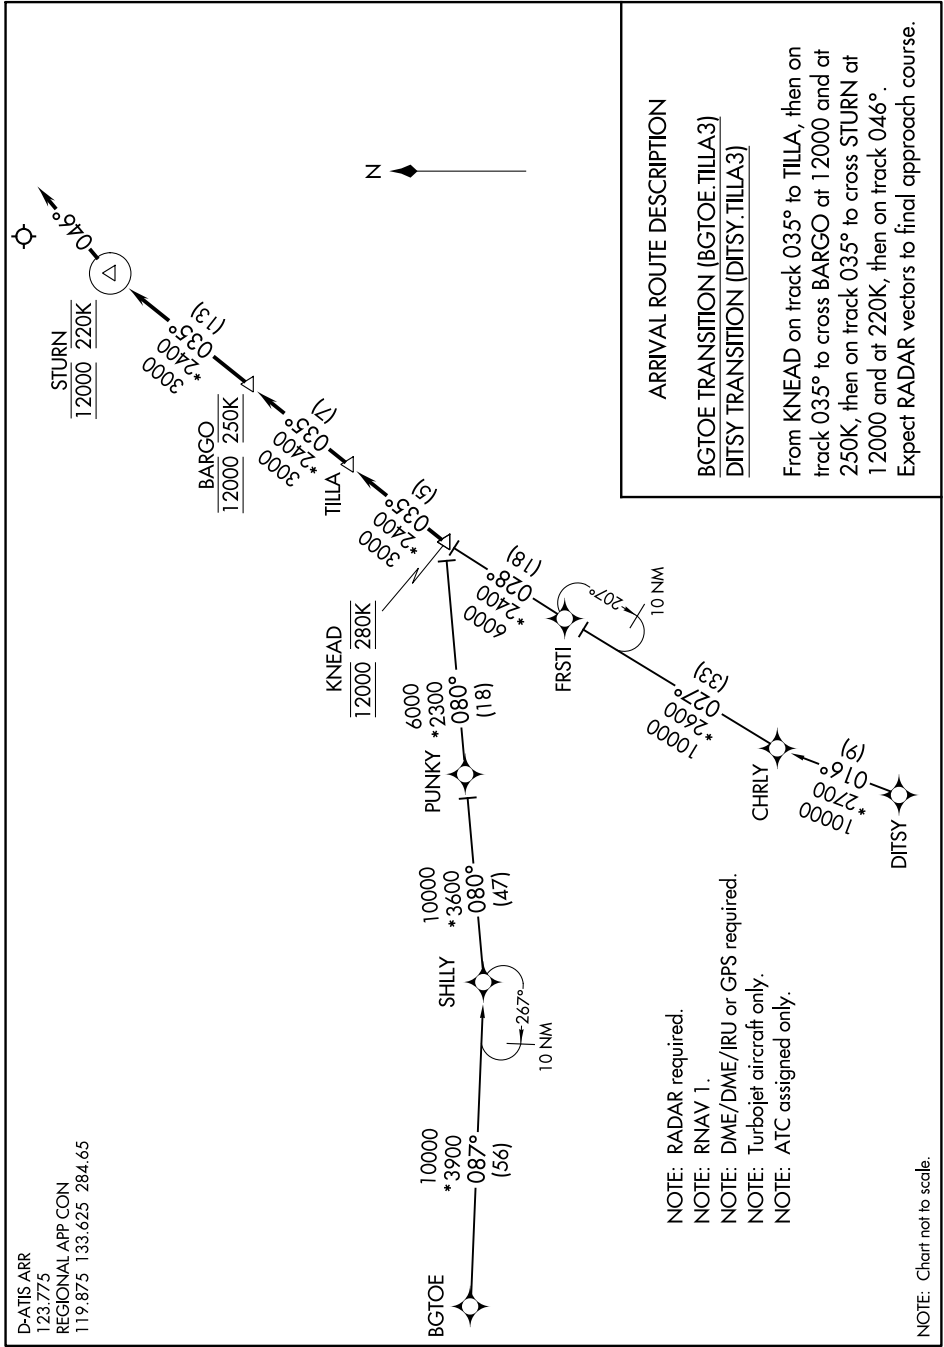 D-ATIS ARR
123.775
REGIONAL APP CON
119.875 133.625 284.65
STURN
12000 220K
046°
N
3000
*2400
035°
(13)
BARGO
12000 250K
3000
*2400
035°
(7)
TILLA
3000
*2400
035°
(5)
KNEAD
12000 280K
6000
*2300
080°
(18)
PUNKY
10000
*3600
080°
(47)
SHLLY
267°
10 NM
10000
*3900
087°
(56)
BGTOE
6000
*2400
028°
(18)
FRSTI
207°
10 NM
10000
*2600
027°
(33)
CHRLY
10000
*2700
016°
(9)
DITSY
NOTE: RADAR required.
NOTE: RNAV 1.
NOTE: DME/DME/IRU or GPS required.
NOTE: Turbojet aircraft only.
NOTE: ATC assigned only.
ARRIVAL ROUTE DESCRIPTION
BGTOE TRANSITION (BGTOE.TILLA3)
DITSY TRANSITION (DITSY.TILLA3)
From KNEAD on track 035° to TILLA, then on
track 035° to cross BARGO at 12000 and at
250K, then on track 035° to cross STURN at
12000 and at 220K, then on track 046°.
Expect RADAR vectors to final approach course.
NOTE: Chart not to scale.